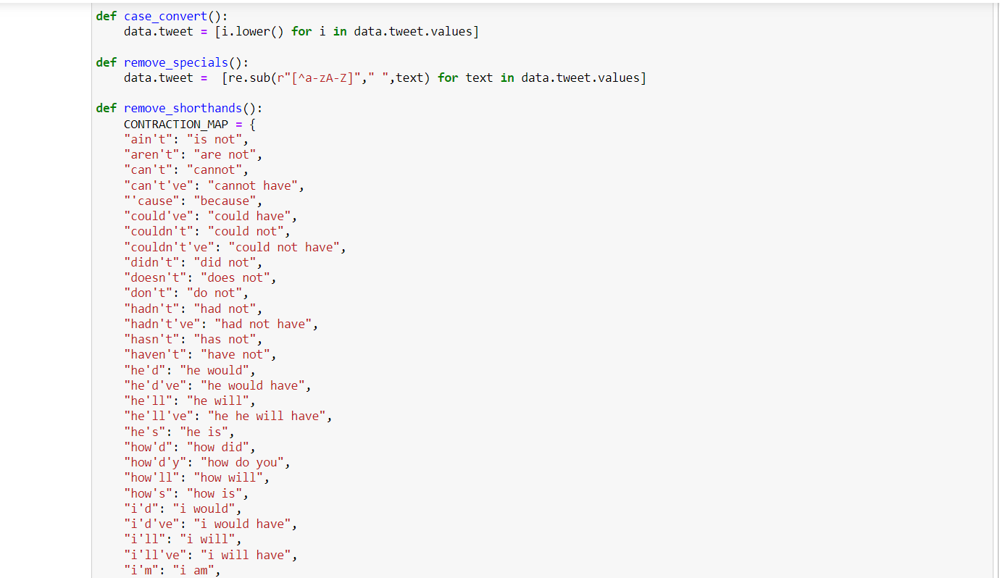 def case_convert():
    data.tweet = [i.lower() for i in data.tweet.values]

def remove_specials():
    data.tweet =  [re.sub(r"[^a-zA-Z]"," ",text) for text in data.tweet.values]

def remove_shorthands():
    CONTRACTION_MAP = {
    "ain't": "is not",
    "aren't": "are not",
    "can't": "cannot",
    "can't've": "cannot have",
    "'cause": "because",
    "could've": "could have",
    "couldn't": "could not",
    "couldn't've": "could not have",
    "didn't": "did not",
    "doesn't": "does not",
    "don't": "do not",
    "hadn't": "had not",
    "hadn't've": "had not have",
    "hasn't": "has not",
    "haven't": "have not",
    "he'd": "he would",
    "he'd've": "he would have",
    "he'll": "he will",
    "he'll've": "he he will have",
    "he's": "he is",
    "how'd": "how did",
    "how'd'y": "how do you",
    "how'll": "how will",
    "how's": "how is",
    "i'd": "i would",
    "i'd've": "i would have",
    "i'll": "i will",
    "i'll've": "i will have",
    "i'm": "i am",